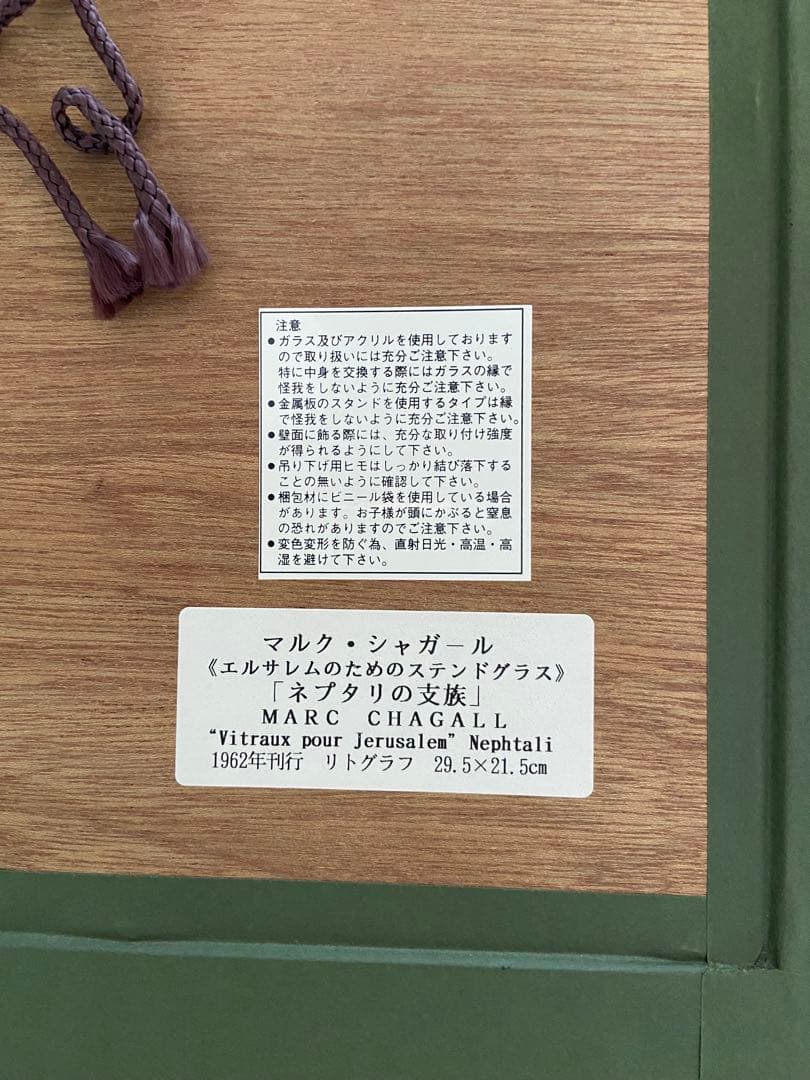 注意
●ガラス及びアクリルを使用しております
ので取り扱いには充分ご注意下さい。
特に中身を交換する際にはガラスの縁で
怪我をしないように充分ご注意下さい。
●金属板のスタンドを使用するタイプは縁
で怪我をしないように充分ご注意下さい。
●壁面に飾る際には、充分な取り付け強度
が得られるようにして下さい。
●吊り下げ用ヒモはしっかり結び落下する
ことの無いように確認して下さい。
●梱包材にビニール袋を使用している場合
があります。お子様が頭にかぶると窒息
の恐れがありますのでご注意下さい。
●変色変形を防ぐ為、直射日光・高温・高
湿を避けて下さい。
マルク・シャガール
《エルサレムのためのステンドグラス》
「ネプタリの支族」
MARC CHAGALL
“Vitraux pour Jerusalem” Nephtali
1962年刊行 リトグラフ 29.5×21.5cm